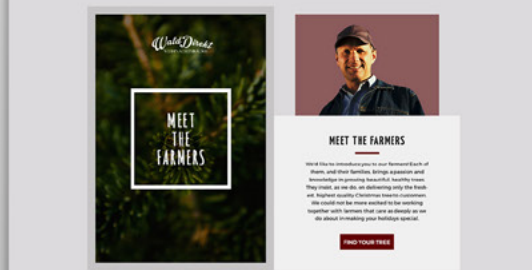 Wald Direkt
MEET
THE
FARMERS
MEET THE FARMERS
We'd like to introduce you to our farmers! Each of
them, and their families, brings a passion and
knowledge in growing beautiful, healthy trees.
They insist, as we do, on delivering only the fresh-
est, highest quality Christmas trees to customers.
We could not be more excited to be working
together with farmers that care as deeply as we
do about in making your holidays special.
FIND YOUR TREE